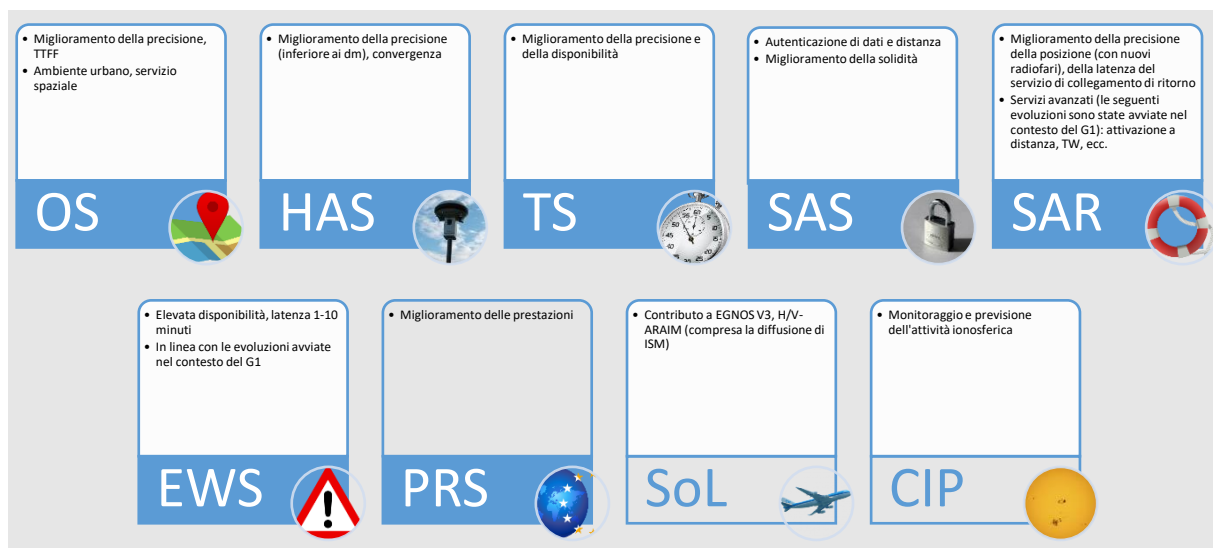 • Miglioramento della precisione,
TTFF
• Ambiente urbano, servizio
spaziale
OS
• Miglioramento della precisione
(inferiore ai dm), convergenza
HAS
• Miglioramento della precisione e
della disponibilità
TS
• Autenticazione di dati e distanza
• Miglioramento della solidità
SAS
• Miglioramento della precisione
della posizione (con nuovi
radiofari), della latenza del
servizio di collegamento di ritorno
• Servizi avanzati (le seguenti
evoluzioni sono state avviate nel
contesto del G1): attivazione a
distanza, TW, ecc.
SAR
• Elevata disponibilità, latenza 1-10
minuti
• In linea con le evoluzioni avviate
nel contesto del G1
EWS
• Miglioramento delle prestazioni
PRS
• Contributo a EGNOS V3, H/V-
ARAIM (compresa la diffusione di
ISM)
SoL
• Monitoraggio e previsione
dell'attività ionosferica
CIP